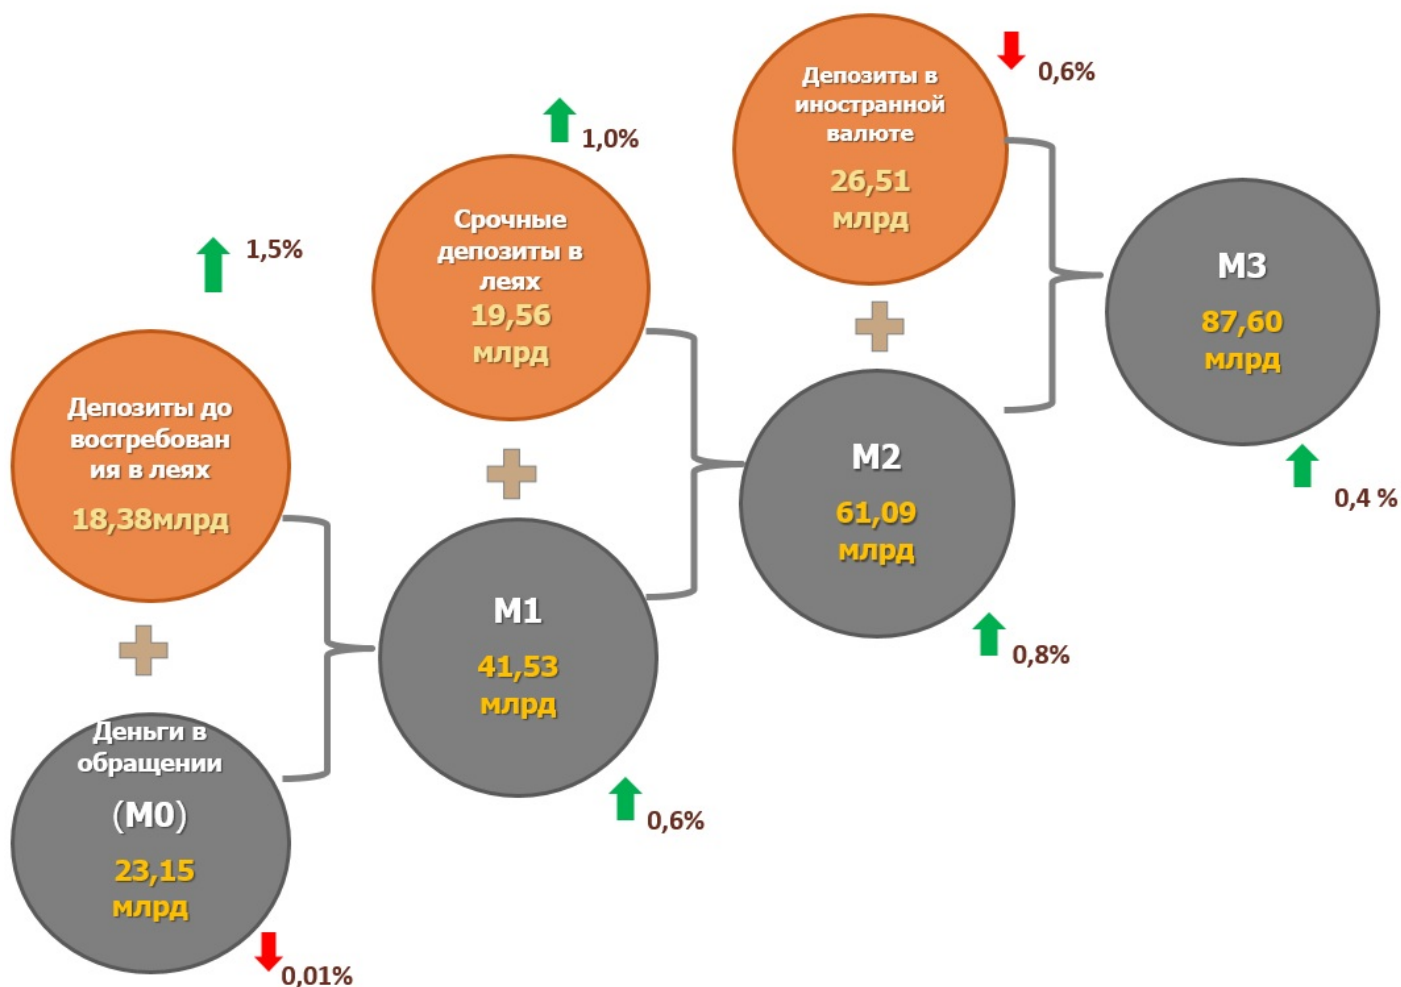 1,5%
Депозиты до
востребован
ия в леях
18,38млрд
Деньги в
обращении
(M0)
23,15
млрд
0,01%
1,0%
Срочные
депозиты в
леях
19,56
млрд
M1
41,53
млрд
0,6%
0,6%
Депозиты в
иностранной
валюте
26,51
млрд
M2
61,09
млрд
0,8%
M3
87,60
млрд
0,4 %